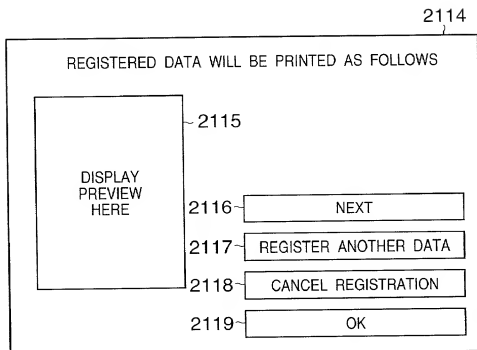 2114
REGISTERED DATA WILL BE PRINTED AS FOLLOWS
2115
DISPLAY
PREVIEW
HERE
2116
NEXT
2117
REGISTER ANOTHER DATA
2118
CANCEL REGISTRATION
2119
OK